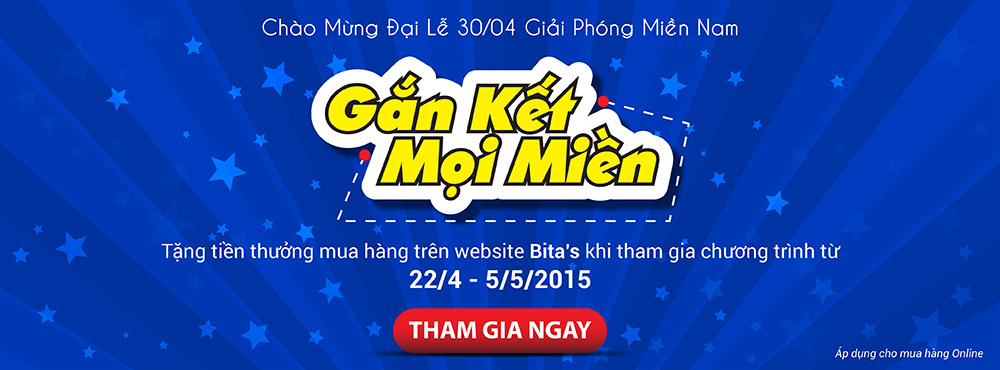 Chào Mừng Đại Lễ 30/04 Giải Phóng Miền Nam
Gắn Kết
Mọi Miền
Tặng tiền thưởng mua hàng trên website Bita's khi tham gia chương trình từ
22/4 - 5/5/2015
THAM GIA NGAY
Áp dụng cho mua hàng Online